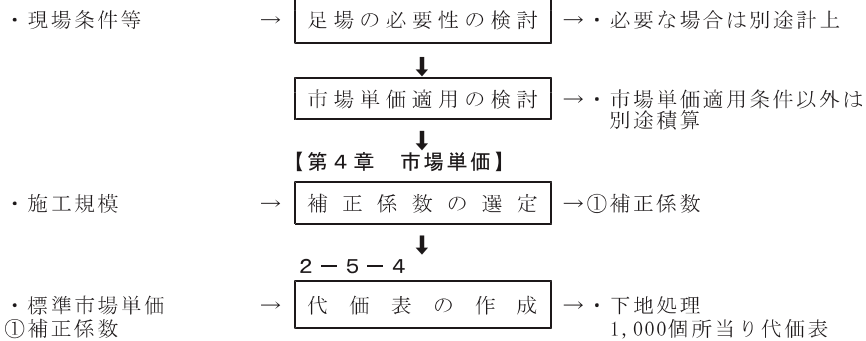 ・現場条件等 → 足場の必要性の検討 →・必要な場合は別途計上
市場単価適用の検討 →・市場単価適用条件以外は
別途積算
【第４章　市場単価】
・施工規模 → 補正係数の選定 →①補正係数
２－５－４
・標準市場単価 → 代価表の作成 →・下地処理
①補正係数 1,000個所当り代価表